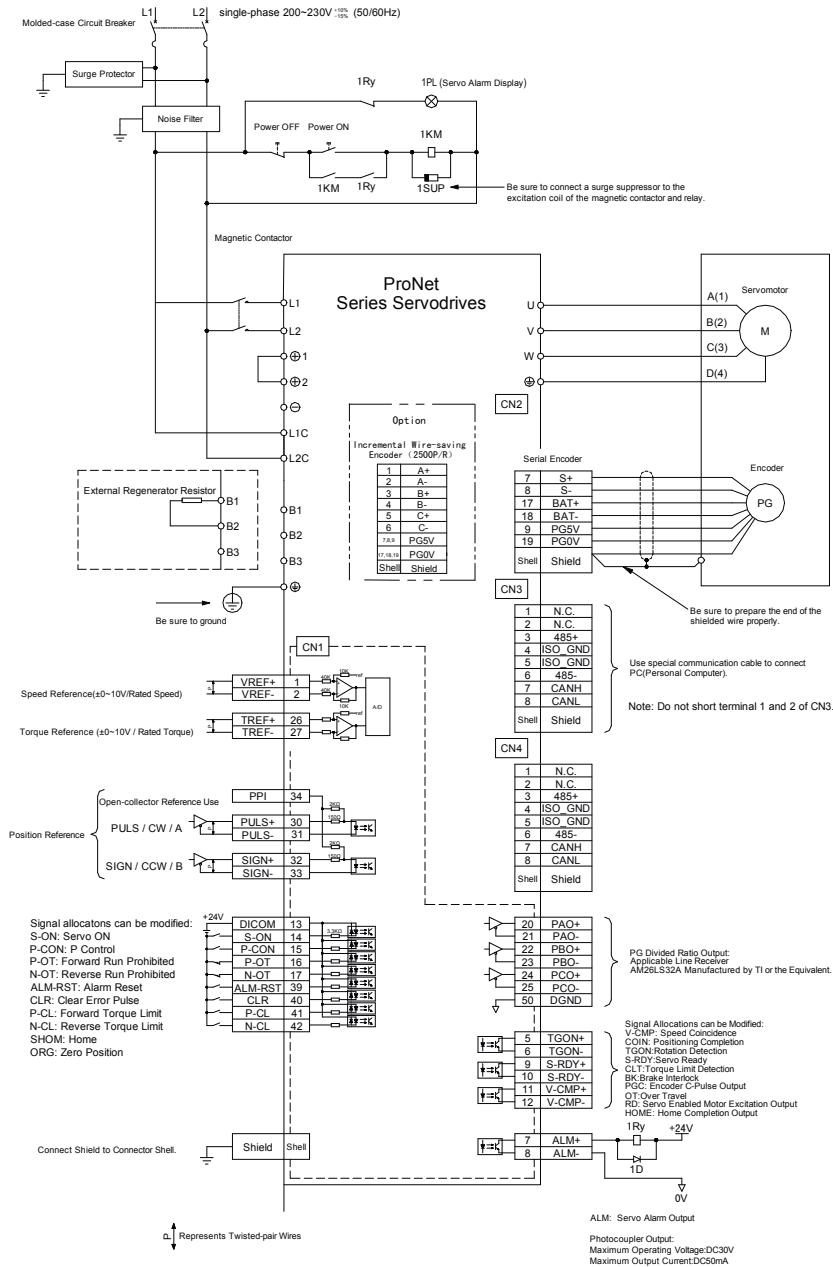 L1 L2 single-phase 200~230V +10% -15% (50/60Hz)
Molded-case Circuit Breaker
Surge Protector
Noise Filter
1Ry 1PL (Servo Alarm Display)
Power OFF Power ON
1KM
1KM 1Ry 1SUP
Be sure to connect a surge suppressor to the
excitation coil of the magnetic contactor and relay.
Magnetic Contactor
ProNet
Series Servodrives
L1
L2
1
2
L1C
L2C
B1
B2
B3
External Regenerator Resistor
B1
B2
B3
Be sure to ground
U
V
W
A(1)
B(2)
C(3)
D(4)
Servomotor
M
CN2
Option
Incremental Wire-saving
Encoder (2500P/R)
1 A+
2 A-
3 B+
4 B-
5 C+
6 C-
7,8,9 PG5V
17,18,19 PG0V
Shell Shield
Serial Encoder
7 S+
8 S-
17 BAT+
18 BAT-
9 PG5V
19 PG0V
Shell Shield
Encoder
PG
Be sure to prepare the end of the
shielded wire properly.
CN3
1 N.C.
2 N.C.
3 485+
4 ISO_GND
5 ISO_GND
6 485-
7 CANH
8 CANL
Shell Shield
Use special communication cable to connect
PC(Personal Computer).
Note: Do not short terminal 1 and 2 of CN3.
CN4
1 N.C.
2 N.C.
3 485+
4 ISO_GND
5 ISO_GND
6 485-
7 CANH
8 CANL
Shell Shield
CN1
Speed Reference(±0~10V/Rated Speed)
P
VREF+ 1
VREF- 2
40K
40K
10K
ref
10K
A/D
Torque Reference (±0~10V / Rated Torque)
P
TREF+ 26
TREF- 27
10K
ref
Position Reference
Open-collector Reference Use
PPI 34
PULS / CW / A
P
PULS+ 30
PULS- 31
2KΩ
150Ω
SIGN / CCW / B
P
SIGN+ 32
SIGN- 33
2KΩ
150Ω
Signal allocatons can be modified:
S-ON: Servo ON
P-CON: P Control
P-OT: Forward Run Prohibited
N-OT: Reverse Run Prohibited
ALM-RST: Alarm Reset
CLR: Clear Error Pulse
P-CL: Forward Torque Limit
N-CL: Reverse Torque Limit
SHOM: Home
ORG: Zero Position
+24V
DICOM 13
S-ON 14
P-CON 15
P-OT 16
N-OT 17
ALM-RST 39
CLR 40
P-CL 41
N-CL 42
3.3KΩ
Connect Shield to Connector Shell.
Shield Shell
P Represents Twisted-pair Wires
20 PAO+
21 PAO-
22 PBO+
23 PBO-
24 PCO+
25 PCO-
50 DGND
PG Divided Ratio Output:
Applicable Line Receiver
AM26LS32A Manufactured by TI or the Equivalent.
5 TGON+
6 TGON-
9 S-RDY+
10 S-RDY-
11 V-CMP+
12 V-CMP-
Signal Allocations can be Modified:
V-CMP: Speed Coincidence
COIN: Positioning Completion
TGON:Rotation Detection
S-RDY:Servo Ready
CLT:Torque Limit Detection
BK:Brake Interlock
PGC: Encoder C-Pulse Output
OT:Over Travel
RD: Servo Enabled Motor Excitation Output
HOME: Home Completion Output
7 ALM+
8 ALM-
1Ry +24V
1D
0V
ALM: Servo Alarm Output
Photocoupler Output:
Maximum Operating Voltage:DC30V
Maximum Output Current:DC50mA